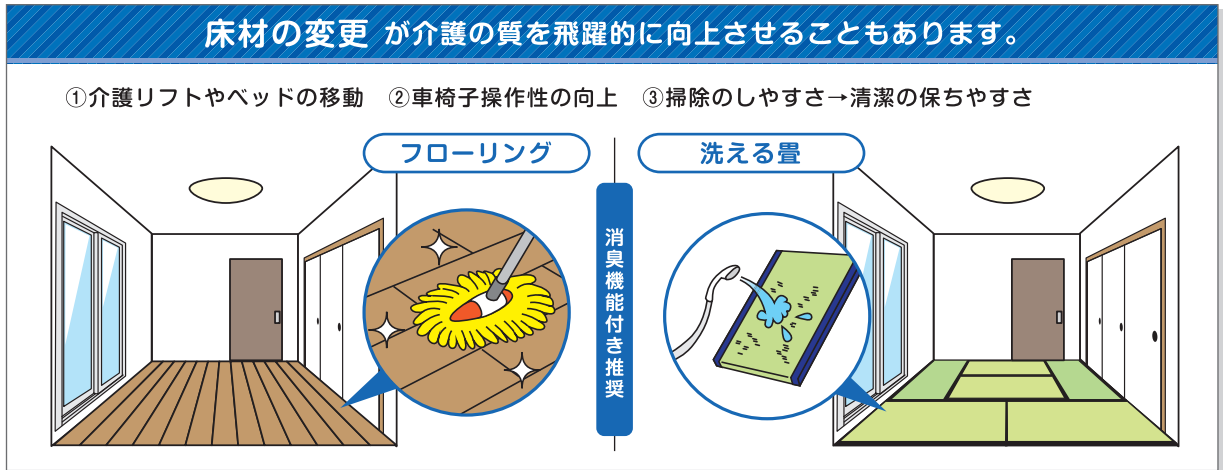 床材の変更 が介護の質を飛躍的に向上させることもあります。
①介護リフトやベッドの移動 ②車椅子操作性の向上 ③掃除のしやすさ→清潔の保ちやすさ
フローリング
洗える畳
消臭機能付き推奨